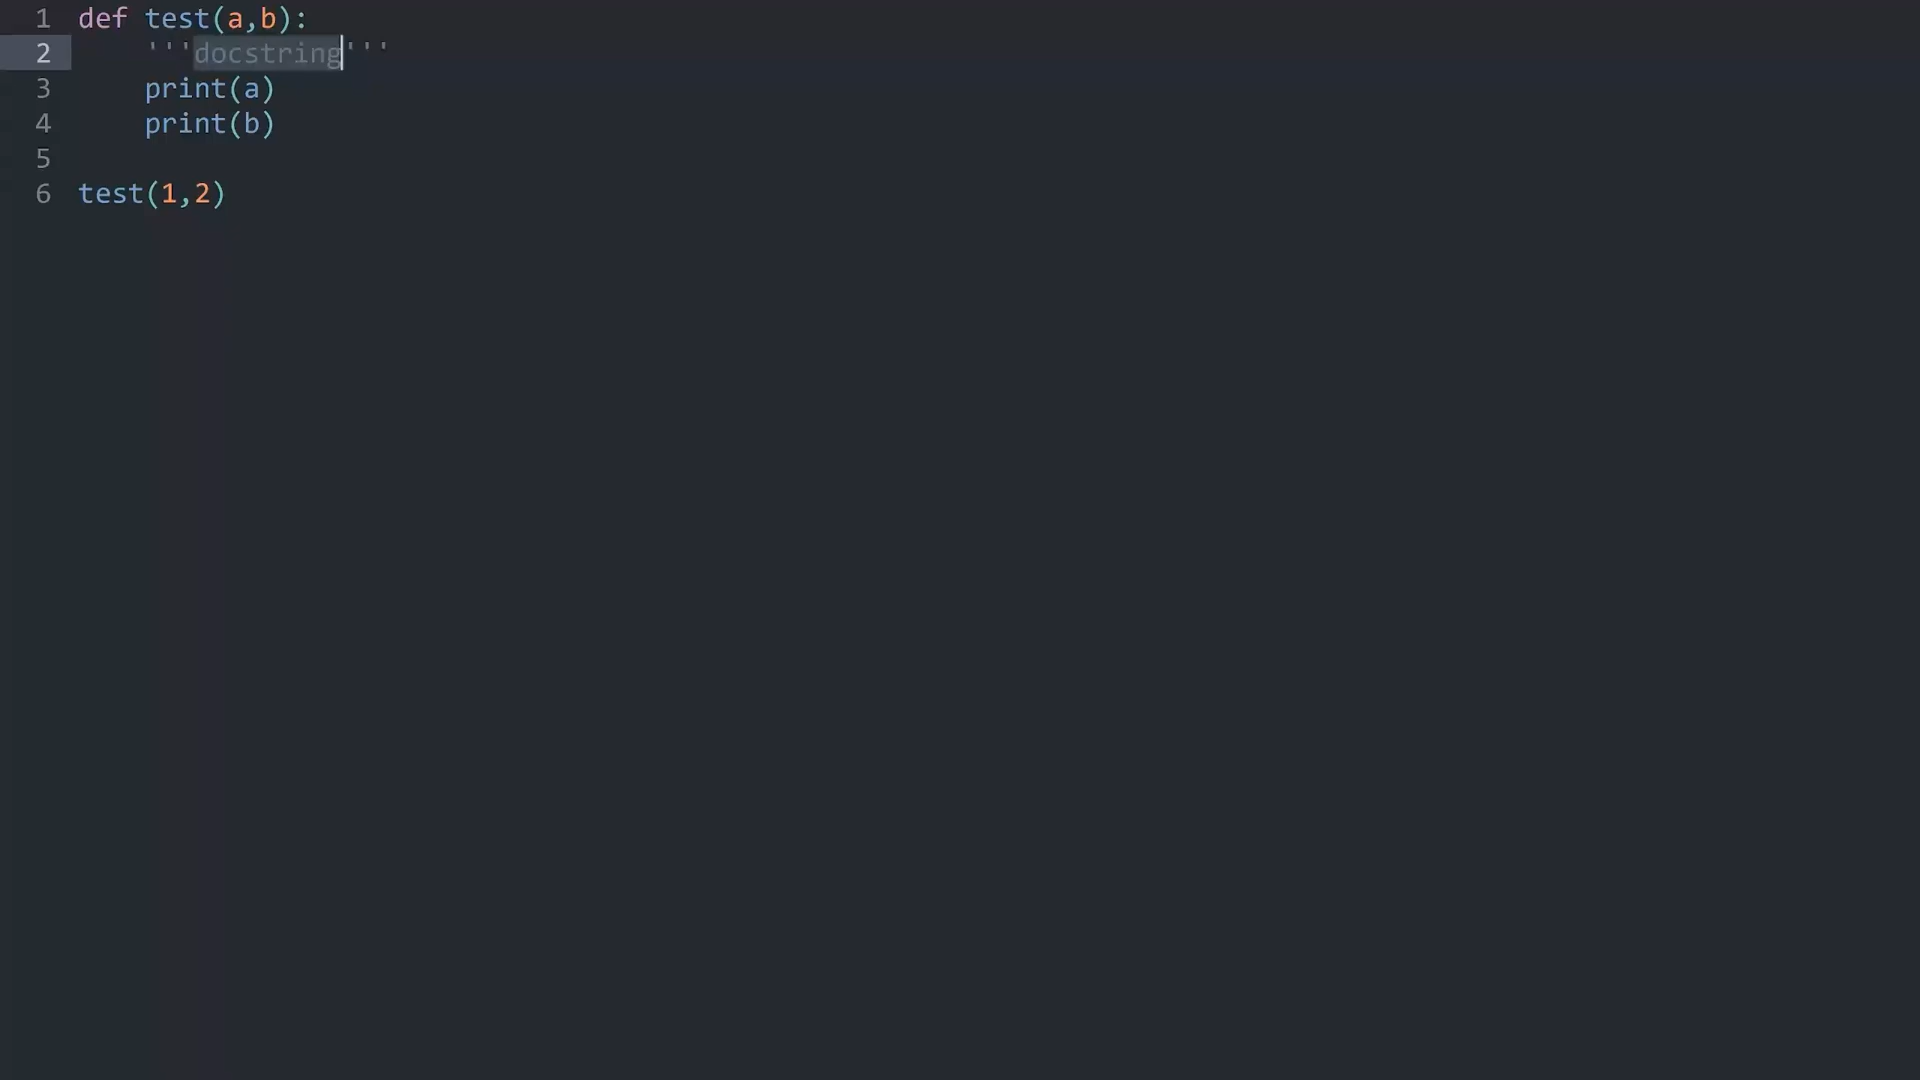 1 def test(a,b):
2     '''docstring'''
3     print(a)
4     print(b)
5
6 test(1,2)